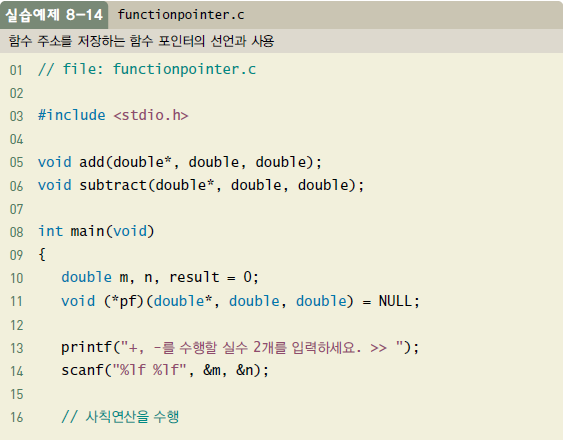 실습예제 8-14 functionpointer.c
함수 주소를 저장하는 함수 포인터의 선언과 사용
01 // file: functionpointer.c
02
03 #include <stdio.h>
04
05 void add(double*, double, double);
06 void subtract(double*, double, double);
07
08 int main(void)
09 {
10 double m, n, result = 0;
11 void (*pf)(double*, double, double) = NULL;
12
13 printf("+, -를 수행할 실수 2개를 입력하세요. >> ");
14 scanf("%lf %lf", &m, &n);
15
16 // 사칙연산을 수행